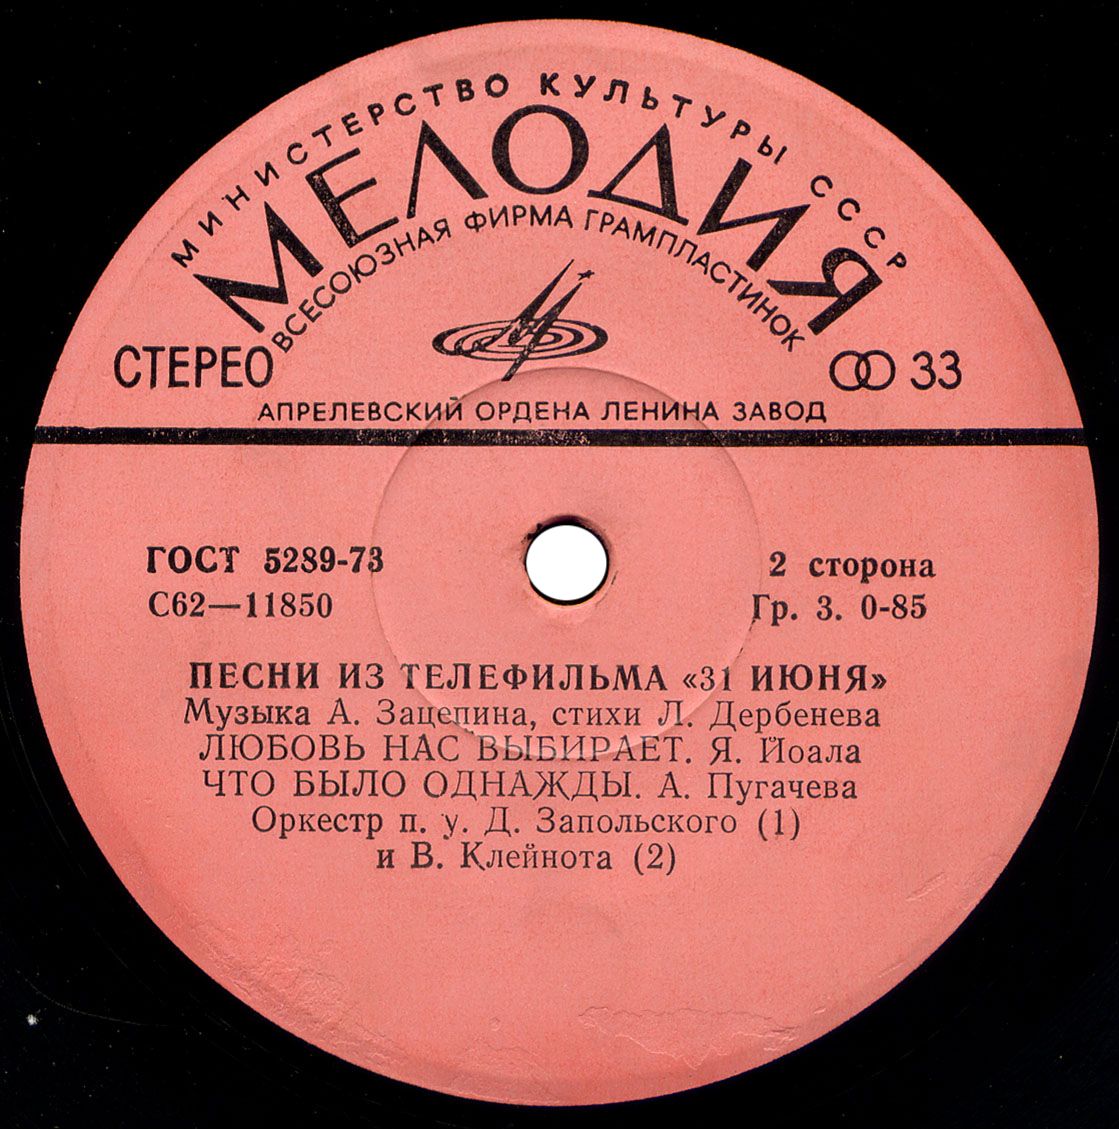 МИНИСТЕРСТВО КУЛЬТУРЫ СССР
МЕЛОДИЯ
ВСЕСОЮЗНАЯ ФИРМА ГРАМПЛАСТИНОК
СТЕРЕО
33
АПРЕЛЕВСКИЙ ОРДЕНА ЛЕНИНА ЗАВОД
ГОСТ 5289-73
2 сторона
С62—11850
Гр. 3. 0-85
ПЕСНИ ИЗ ТЕЛЕФИЛЬМА «31 ИЮНЯ»
Музыка А. Зацепина, стихи Л. Дербенева
ЛЮБОВЬ НАС ВЫБИРАЕТ. Я. Йоала
ЧТО БЫЛО ОДНАЖДЫ. А. Пугачева
Оркестр п. у. Д. Запольского (1)
и В. Клейнота (2)